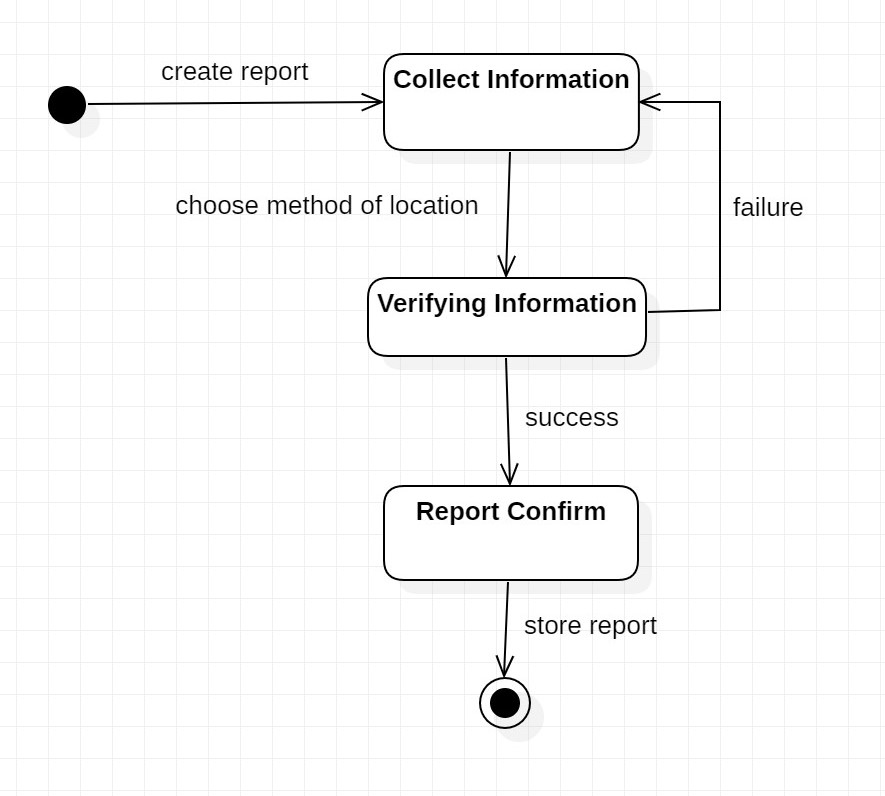 create report
Collect Information
choose method of location
failure
Verifying Information
success
Report Confirm
store report